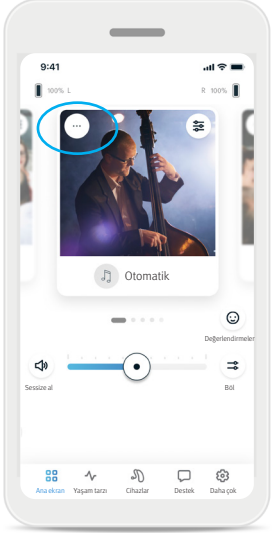 9:41
100% L
R 100%
Otomatik
Değerlendirmeler
Sessize al
Böl
Ana ekran
Yaşam tarzı
Cihazlar
Destek
Daha çok